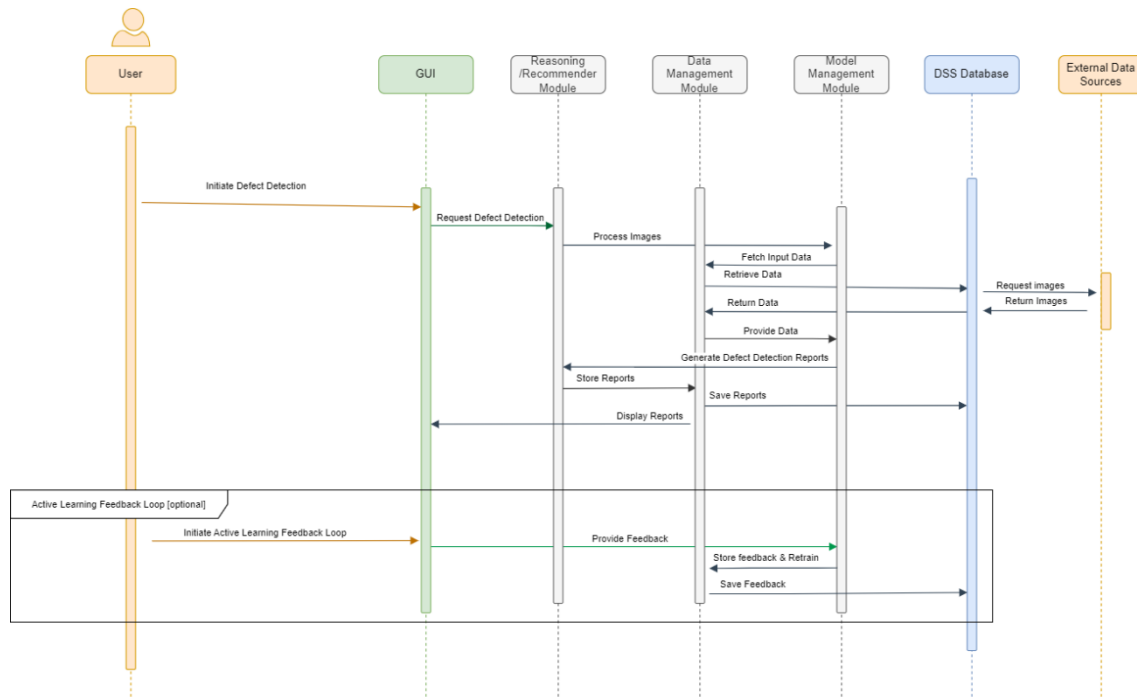 User
GUI
Reasoning
/Recommender
Module
Data
Management
Module
Model
Management
Module
DSS Database
External Data
Sources
Initiate Defect Detection
Request Defect Detection
Process Images
Fetch Input Data
Retrieve Data
Request images
Return Images
Return Data
Provide Data
Generate Defect Detection Reports
Store Reports
Save Reports
Display Reports
Active Learning Feedback Loop [optional]
Initiate Active Learning Feedback Loop
Provide Feedback
Store feedback & Retrain
Save Feedback